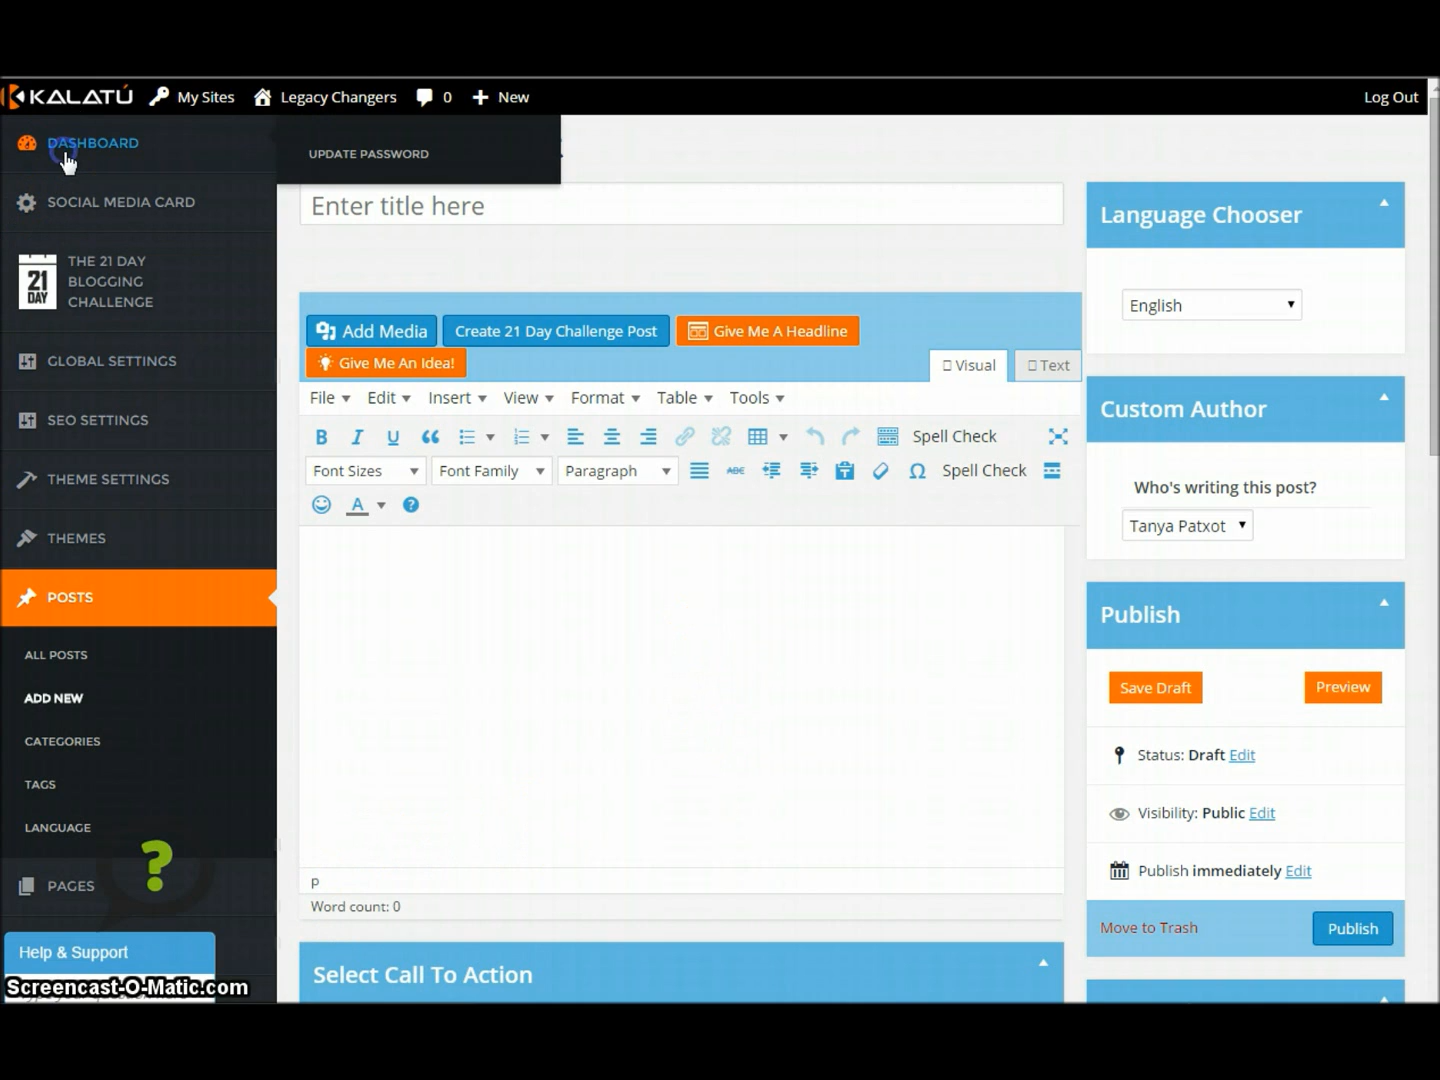 KALATÚ My Sites Legacy Changers 0 New Log Out
DASHBOARD
UPDATE PASSWORD
SOCIAL MEDIA CARD
21 DAY
THE 21 DAY
BLOGGING
CHALLENGE
GLOBAL SETTINGS
SEO SETTINGS
THEME SETTINGS
THEMES
POSTS
ALL POSTS
ADD NEW
CATEGORIES
TAGS
LANGUAGE
?
PAGES
Help & Support
Screencast-O-Matic.com
Enter title here
Add Media Create 21 Day Challenge Post Give Me A Headline
Give Me An Idea!
Visual Text
File Edit Insert View Format Table Tools
B I U Spell Check
Font Sizes Font Family Paragraph ABC Ω Spell Check
A ?
p
Word count: 0
Select Call To Action
Language Chooser
English
Custom Author
Who's writing this post?
Tanya Patxot
Publish
Save Draft Preview
Status: Draft Edit
Visibility: Public Edit
Publish immediately Edit
Move to Trash Publish